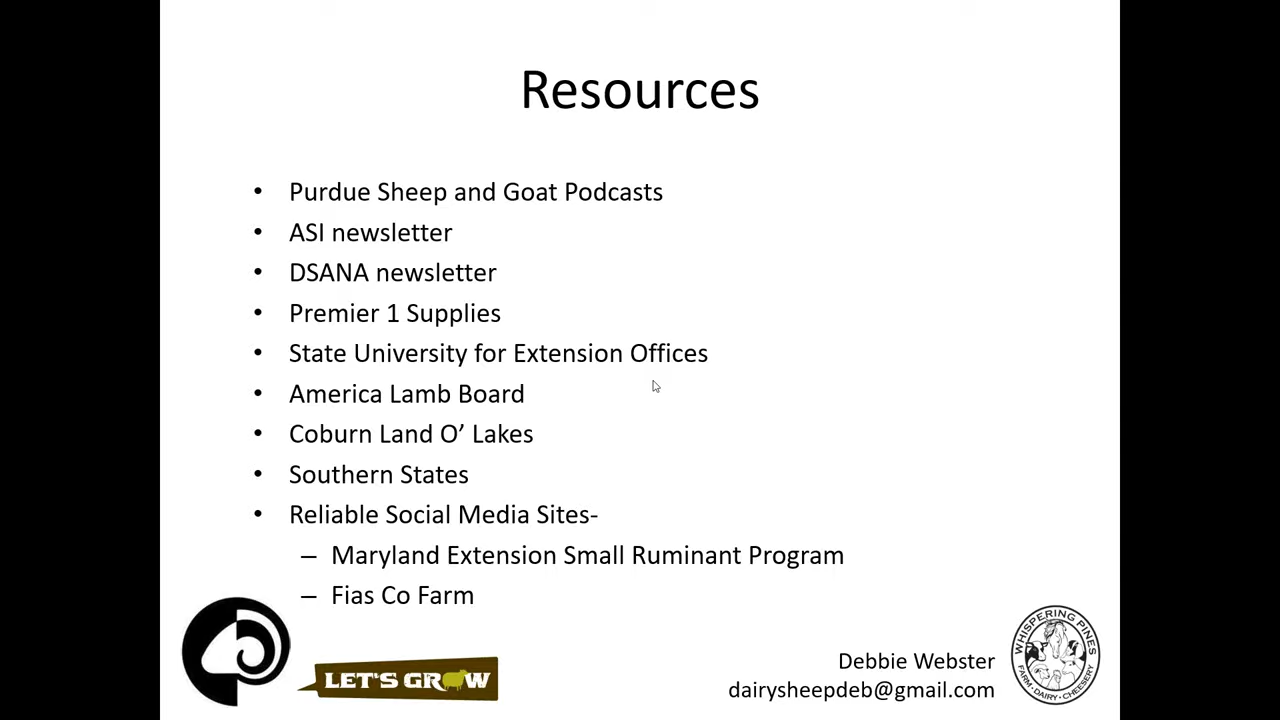 Resources
• Purdue Sheep and Goat Podcasts
• ASI newsletter
• DSANA newsletter
• Premier 1 Supplies
• State University for Extension Offices
• America Lamb Board
• Coburn Land O’ Lakes
• Southern States
• Reliable Social Media Sites-
– Maryland Extension Small Ruminant Program
– Fias Co Farm
LET'S GROW
Debbie Webster
dairysheepdeb@gmail.com
WHISPERING PINES
FARM · DAIRY · CHEESERY